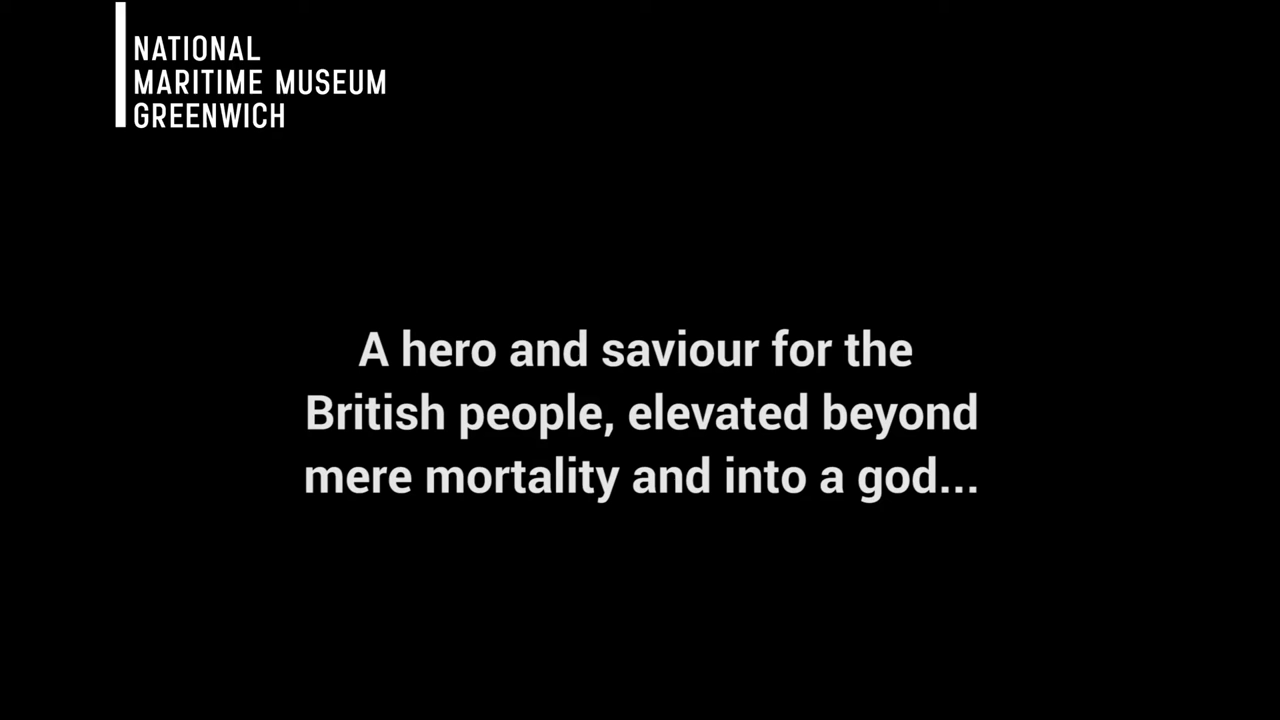 NATIONAL
MARITIME MUSEUM
GREENWICH
A hero and saviour for the
British people, elevated beyond
mere mortality and into a god...